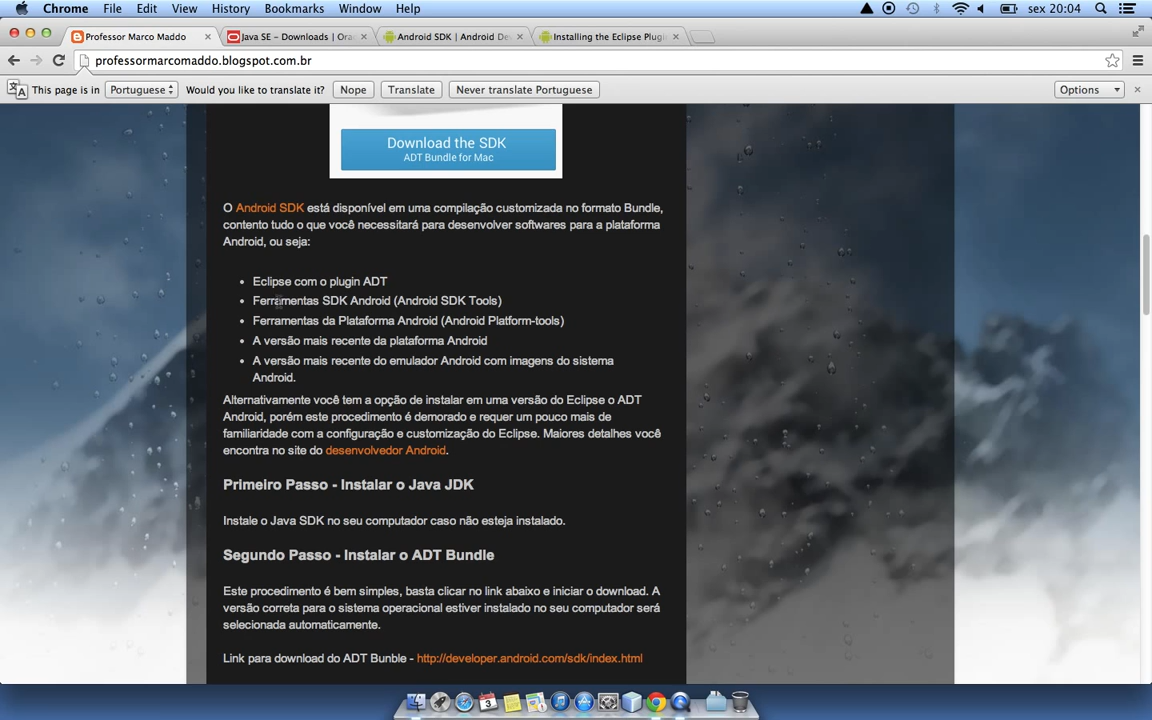 Chrome File Edit View History Bookmarks Window Help sex 20:04
Professor Marco Maddo Java SE – Downloads | Ora Android SDK | Android De Installing the Eclipse Plugi
professormarcomaddo.blogspot.com.br
This page is in Portuguese Would you like to translate it? Nope Translate Never translate Portuguese Options
Download the SDK
ADT Bundle for Mac
O Android SDK está disponível em uma compilação customizada no formato Bundle,
contento tudo o que você necessitará para desenvolver softwares para a plataforma
Android, ou seja:
• Eclipse com o plugin ADT
• Ferramentas SDK Android (Android SDK Tools)
• Ferramentas da Plataforma Android (Android Platform-tools)
• A versão mais recente da plataforma Android
• A versão mais recente do emulador Android com imagens do sistema
Android.
Alternativamente você tem a opção de instalar em uma versão do Eclipse o ADT
Android, porém este procedimento é demorado e requer um pouco mais de
familiaridade com a configuração e customização do Eclipse. Maiores detalhes você
encontra no site do desenvolvedor Android.
Primeiro Passo - Instalar o Java JDK
Instale o Java SDK no seu computador caso não esteja instalado.
Segundo Passo - Instalar o ADT Bundle
Este procedimento é bem simples, basta clicar no link abaixo e iniciar o download. A
versão correta para o sistema operacional estiver instalado no seu computador será
selecionada automaticamente.
Link para download do ADT Bunble - http://developer.android.com/sdk/index.html
3